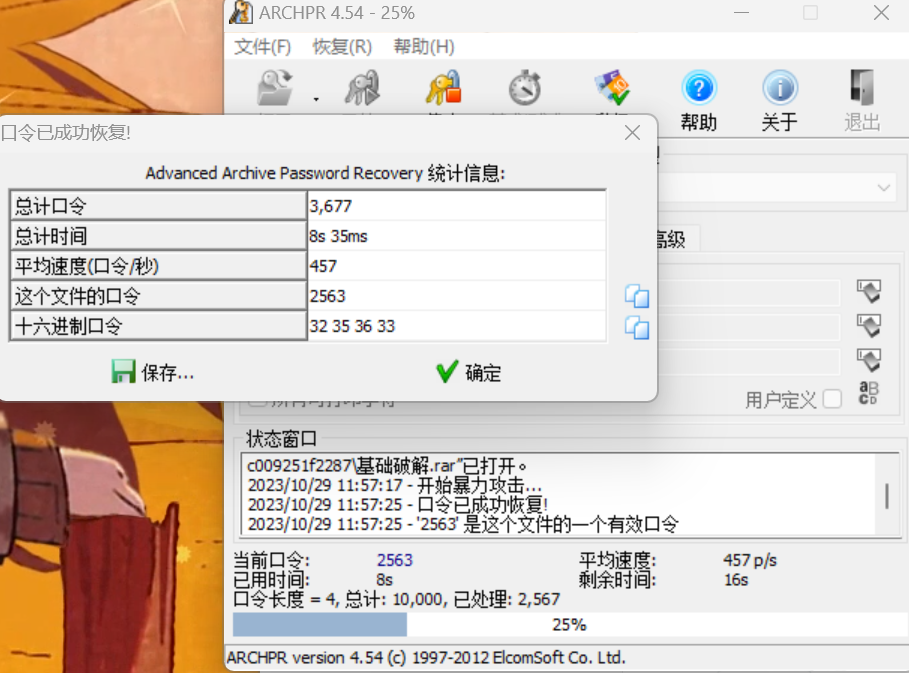 ARCHPR 4.54 - 25%
文件(F) 恢复(R) 帮助(H)
帮助 关于 退出
口令已成功恢复!
Advanced Archive Password Recovery 统计信息:
总计口令 3,677
总计时间 8s 35ms
平均速度(口令/秒) 457
这个文件的口令 2563
十六进制口令 32 35 36 33
保存... 确定
高级
用户定义
状态窗口
c009251f2287\基础破解.rar"已打开。
2023/10/29 11:57:17 - 开始暴力攻击...
2023/10/29 11:57:25 - 口令已成功恢复!
2023/10/29 11:57:25 - '2563' 是这个文件的一个有效口令
当前口令: 2563 平均速度: 457 p/s
已用时间: 8s 剩余时间: 16s
口令长度 = 4, 总计: 10,000, 已处理: 2,567
25%
ARCHPR version 4.54 (c) 1997-2012 ElcomSoft Co. Ltd.